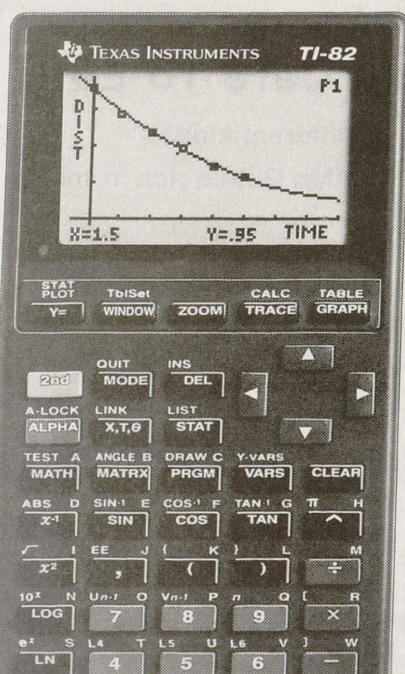 TEXAS INSTRUMENTS TI-82
P1
DIST
X=1.5 Y=.95 TIME
STAT PLOT TblSet CALC TABLE
Y= WINDOW ZOOM TRACE GRAPH
QUIT INS
2nd MODE DEL
A-LOCK LINK LIST
ALPHA X,T,θ STAT
TEST A ANGLE B DRAW C Y-VARS
MATH MATRX PRGM VARS CLEAR
ABS D SIN⁻¹ E COS⁻¹ F TAN⁻¹ G π H
x⁻¹ SIN COS TAN ^
√ I EE J { K } L M
x² , ( ) ÷
10ˣ N Un-1 O Vn-1 P n Q [ R
LOG 7 8 9 ×
eˣ S L4 T L5 U L6 V ] W
LN 4 5 6 −